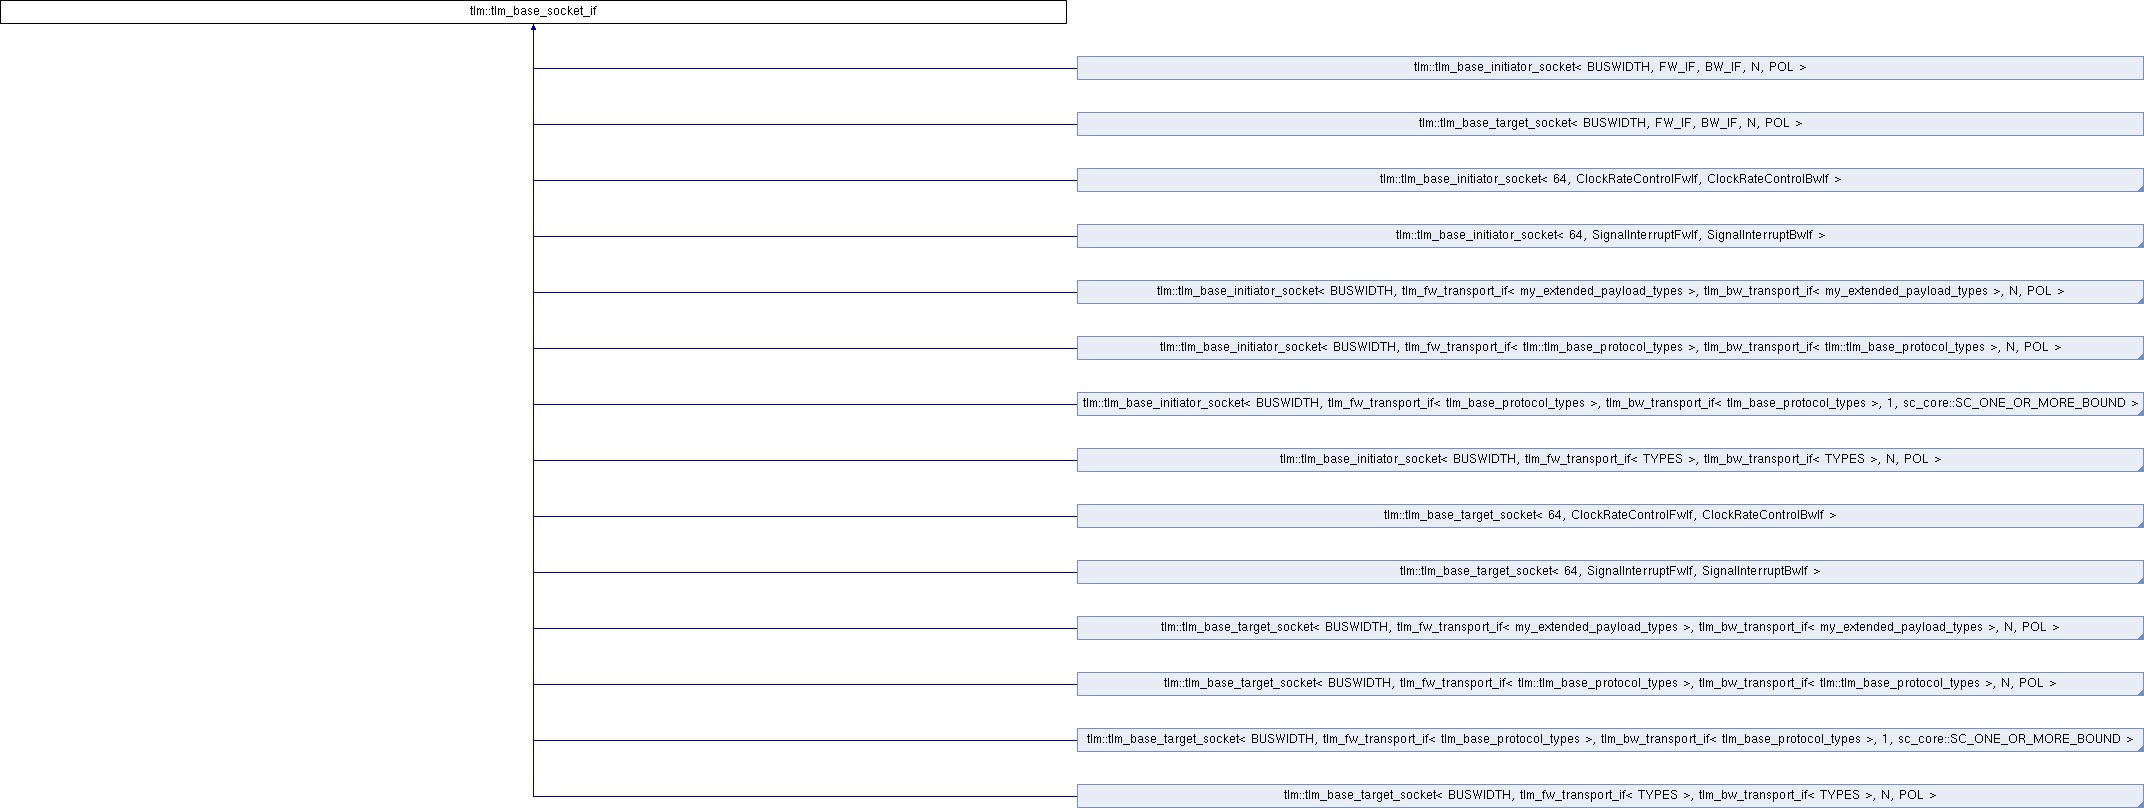 tlm::tlm_base_socket_if
tlm::tlm_base_initiator_socket< BUSWIDTH, FW_IF, BW_IF, N, POL >
tlm::tlm_base_target_socket< BUSWIDTH, FW_IF, BW_IF, N, POL >
tlm::tlm_base_initiator_socket< 64, ClockRateControlFwIf, ClockRateControlBwIf >
tlm::tlm_base_initiator_socket< 64, SignalInterruptFwIf, SignalInterruptBwIf >
tlm::tlm_base_initiator_socket< BUSWIDTH, tlm_fw_transport_if< my_extended_payload_types >, tlm_bw_transport_if< my_extended_payload_types >, N, POL >
tlm::tlm_base_initiator_socket< BUSWIDTH, tlm_fw_transport_if< tlm::tlm_base_protocol_types >, tlm_bw_transport_if< tlm::tlm_base_protocol_types >, N, POL >
tlm::tlm_base_initiator_socket< BUSWIDTH, tlm_fw_transport_if< tlm_base_protocol_types >, tlm_bw_transport_if< tlm_base_protocol_types >, 1, sc_core::SC_ONE_OR_MORE_BOUND >
tlm::tlm_base_initiator_socket< BUSWIDTH, tlm_fw_transport_if< TYPES >, tlm_bw_transport_if< TYPES >, N, POL >
tlm::tlm_base_target_socket< 64, ClockRateControlFwIf, ClockRateControlBwIf >
tlm::tlm_base_target_socket< 64, SignalInterruptFwIf, SignalInterruptBwIf >
tlm::tlm_base_target_socket< BUSWIDTH, tlm_fw_transport_if< my_extended_payload_types >, tlm_bw_transport_if< my_extended_payload_types >, N, POL >
tlm::tlm_base_target_socket< BUSWIDTH, tlm_fw_transport_if< tlm::tlm_base_protocol_types >, tlm_bw_transport_if< tlm::tlm_base_protocol_types >, N, POL >
tlm::tlm_base_target_socket< BUSWIDTH, tlm_fw_transport_if< tlm_base_protocol_types >, tlm_bw_transport_if< tlm_base_protocol_types >, 1, sc_core::SC_ONE_OR_MORE_BOUND >
tlm::tlm_base_target_socket< BUSWIDTH, tlm_fw_transport_if< TYPES >, tlm_bw_transport_if< TYPES >, N, POL >